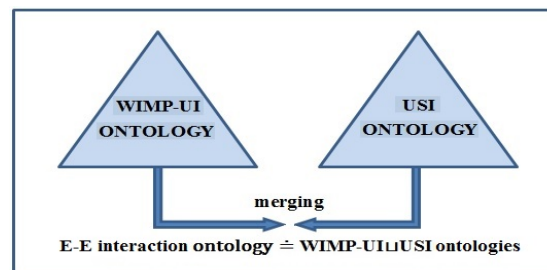 WIMP-UI
ONTOLOGY
USI
ONTOLOGY
merging
E-E interaction ontology ≐ WIMP-UI⊔USI ontologies